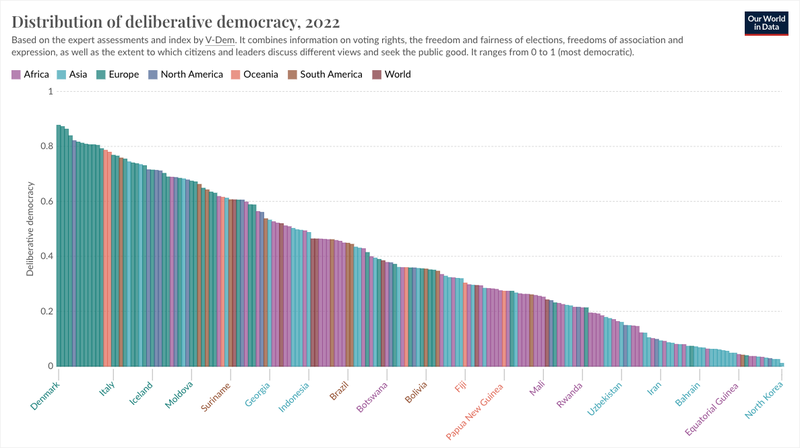 Distribution of deliberative democracy, 2022
Our World
in Data
Based on the expert assessments and index by V-Dem. It combines information on voting rights, the freedom and fairness of elections, freedoms of association and
expression, as well as the extent to which citizens and leaders discuss different views and seek the public good. It ranges from 0 to 1 (most democratic).
Africa Asia Europe North America Oceania South America World
1
0.8
0.6
0.4
0.2
0
Deliberative democracy
Denmark
Italy
Iceland
Moldova
Suriname
Georgia
Indonesia
Brazil
Botswana
Bolivia
Fiji
Papua New Guinea
Mali
Rwanda
Uzbekistan
Iran
Bahrain
Equatorial Guinea
North Korea